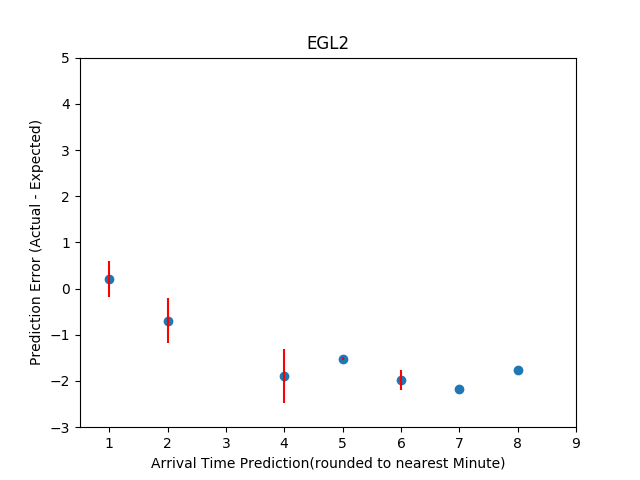 EGL2
Prediction Error (Actual - Expected)
5
4
3
2
1
0
−1
−2
−3
1 2 3 4 5 6 7 8 9
Arrival Time Prediction(rounded to nearest Minute)